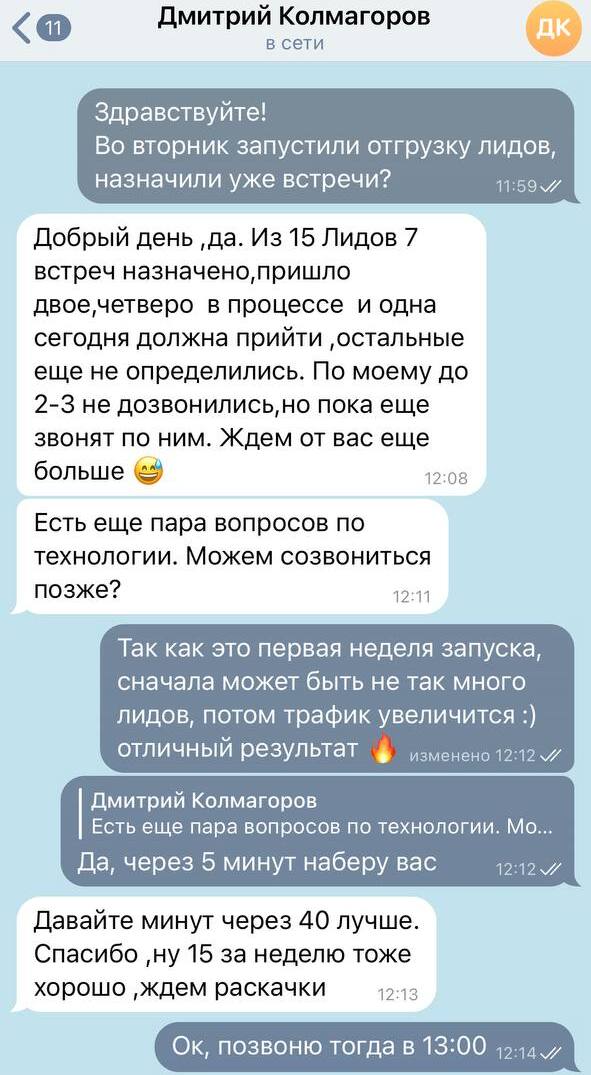 11
Дмитрий Колмагоров
в сети
ДК
Здравствуйте!
Во вторник запустили отгрузку лидов,
назначили уже встречи?
11:59
Добрый день ,да. Из 15 Лидов 7
встреч назначено,пришло
двое,четверо в процессе и одна
сегодня должна прийти ,остальные
еще не определились. По моему до
2-3 не дозвонились,но пока еще
звонят по ним. Ждем от вас еще
больше 😅
12:08
Есть еще пара вопросов по
технологии. Можем созвониться
позже?
12:11
Так как это первая неделя запуска,
сначала может быть не так много
лидов, потом трафик увеличится :)
отличный результат 🔥 изменено 12:12
Дмитрий Колмагоров
Есть еще пара вопросов по технологии. Мо...
Да, через 5 минут наберу вас
12:12
Давайте минут через 40 лучше.
Спасибо ,ну 15 за неделю тоже
хорошо ,ждем раскачки
12:13
Ок, позвоню тогда в 13:00 12:14